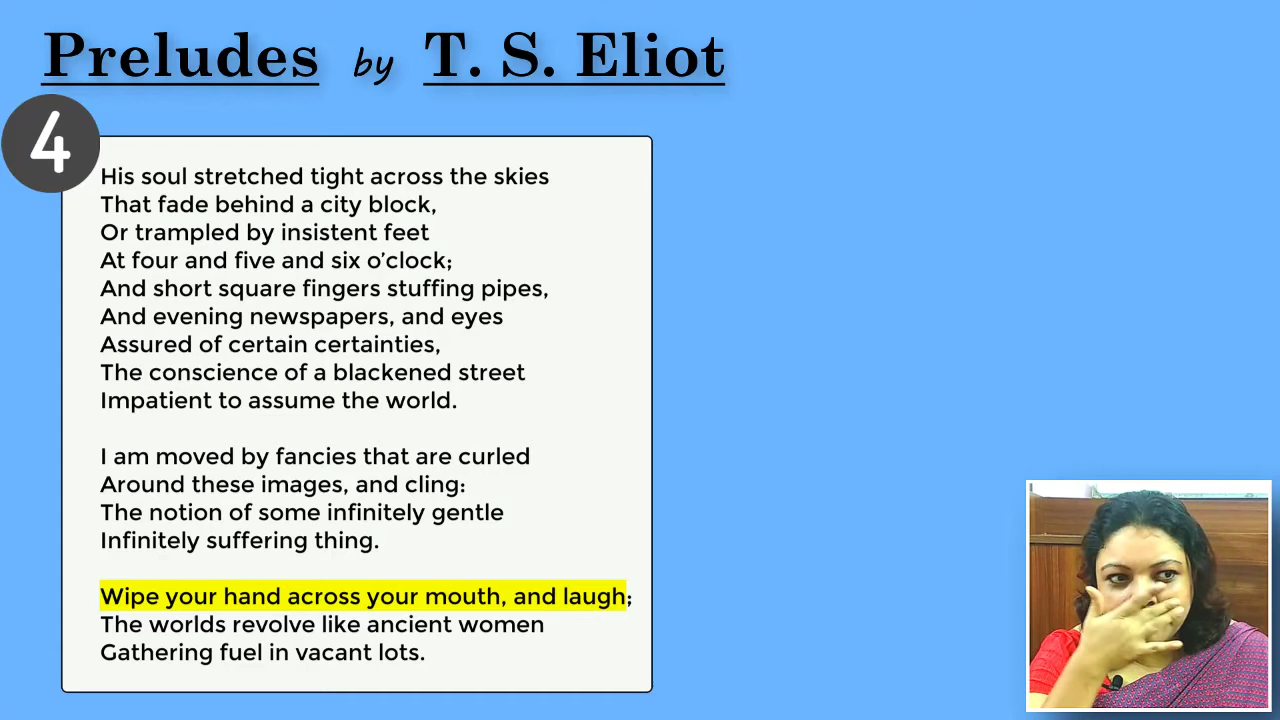 Preludes by T. S. Eliot
4
His soul stretched tight across the skies
That fade behind a city block,
Or trampled by insistent feet
At four and five and six o’clock;
And short square fingers stuffing pipes,
And evening newspapers, and eyes
Assured of certain certainties,
The conscience of a blackened street
Impatient to assume the world.
I am moved by fancies that are curled
Around these images, and cling:
The notion of some infinitely gentle
Infinitely suffering thing.
Wipe your hand across your mouth, and laugh;
The worlds revolve like ancient women
Gathering fuel in vacant lots.